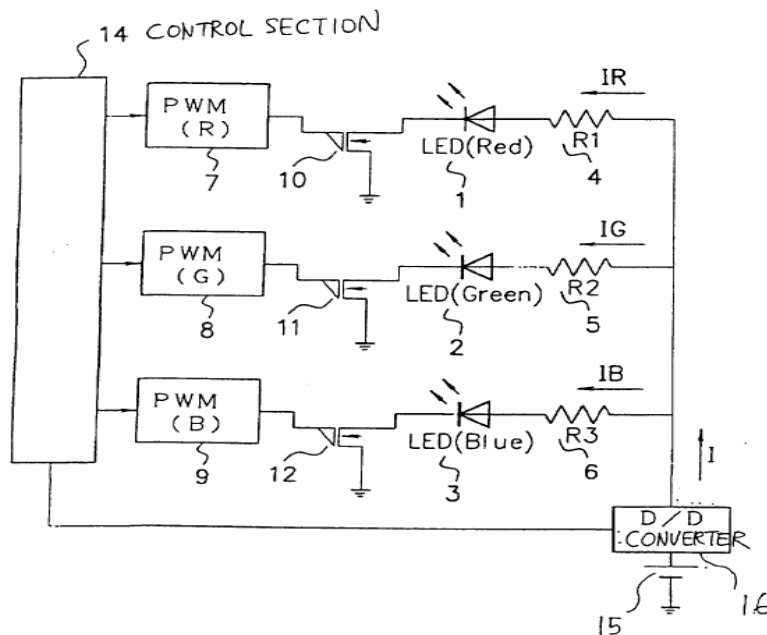 14 CONTROL SECTION
PWM
(R)
7
10
LED(Red)
1
IR
R1
4
PWM
(G)
8
11
LED(Green)
2
IG
R2
5
PWM
(B)
9
12
LED(Blue)
3
IB
R3
6
I
D/D
CONVERTER
15
16